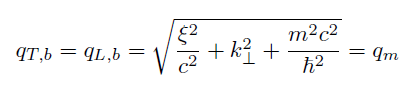 q_{T,b} = q_{L,b} = \sqrt{\frac{\xi^2}{c^2} + k_\perp^2 + \frac{m^2 c^2}{\hbar^2}} = q_m